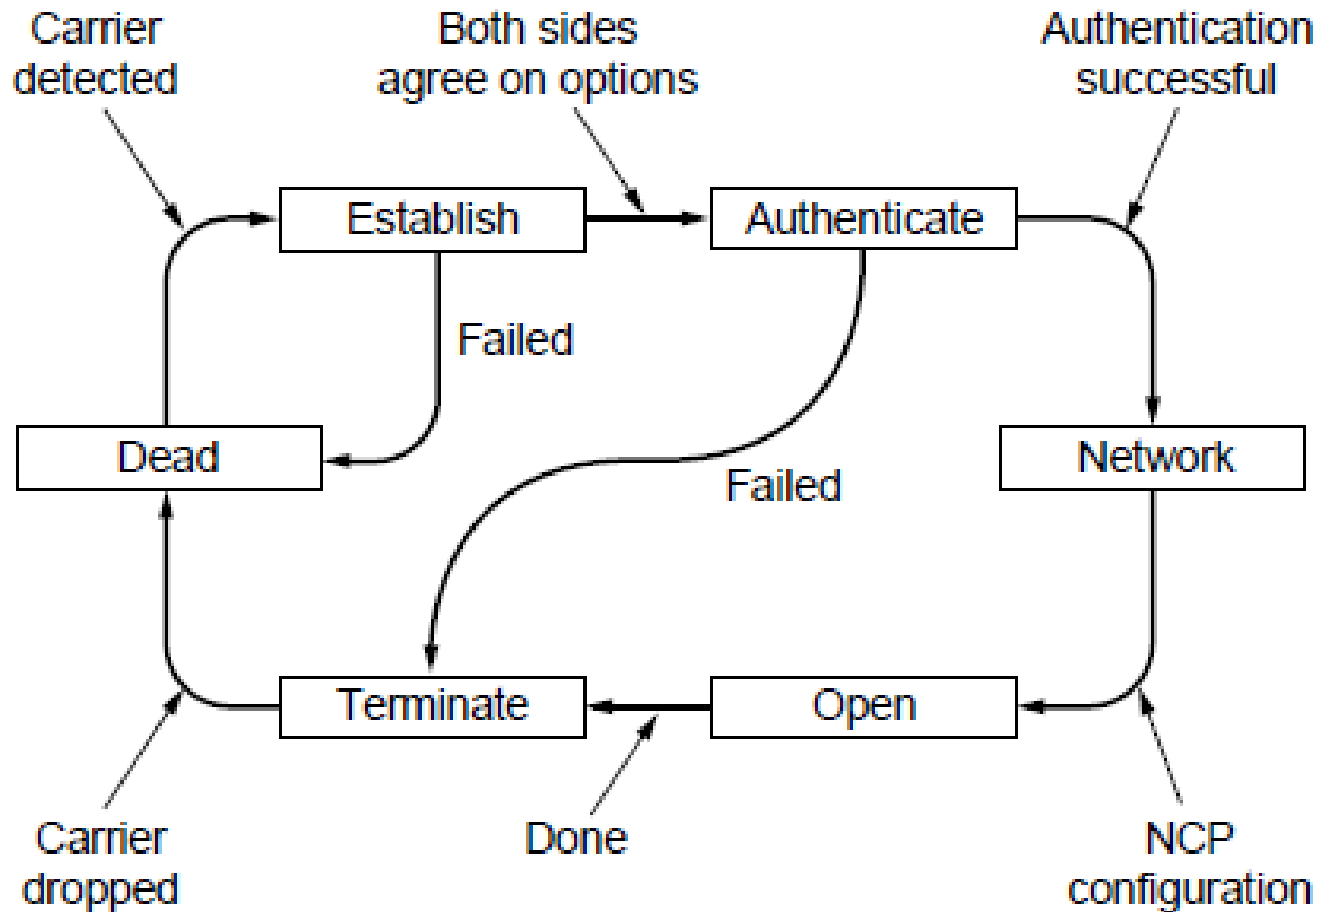 Carrier
detected
Both sides
agree on options
Authentication
successful
Establish
Authenticate
Failed
Dead
Network
Failed
Terminate
Open
Carrier
dropped
Done
NCP
configuration